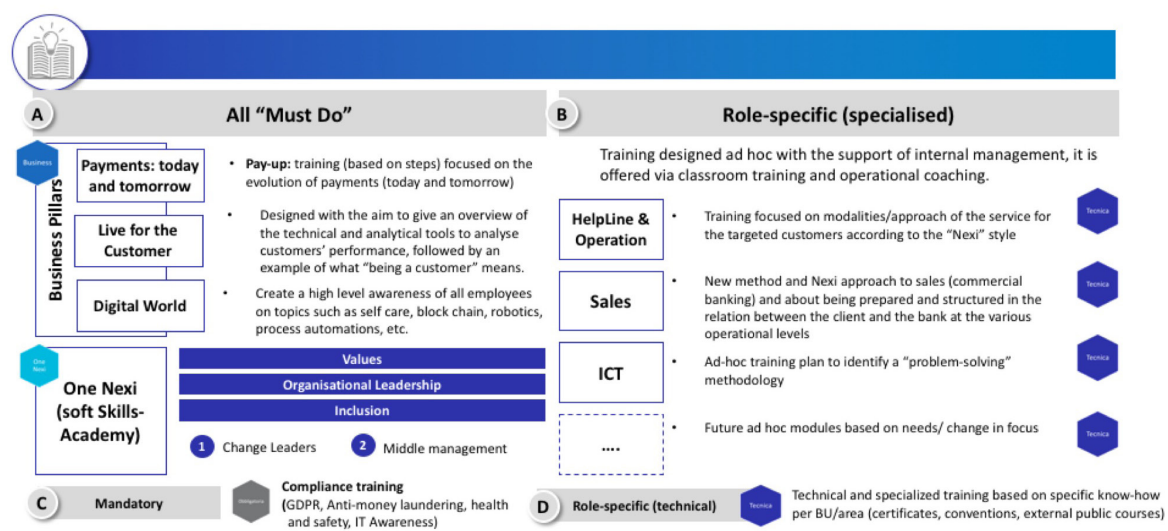 A
All “Must Do”
Business
Business Pillars
Payments: today
and tomorrow
• Pay-up: training (based on steps) focused on the
evolution of payments (today and tomorrow)
Live for the
Customer
• Designed with the aim to give an overview of
the technical and analytical tools to analyse
customers’ performance, followed by an
example of what “being a customer” means.
Digital World
• Create a high level awareness of all employees
on topics such as self care, block chain, robotics,
process automations, etc.
One
Nexi
One Nexi
(soft Skills-
Academy)
Values
Organisational Leadership
Inclusion
1 Change Leaders
2 Middle management
B
Role-specific (specialised)
Training designed ad hoc with the support of internal management, it is
offered via classroom training and operational coaching.
HelpLine &
Operation
• Training focused on modalities/approach of the service for
the targeted customers according to the “Nexi” style
Tecnica
Sales
• New method and Nexi approach to sales (commercial
banking) and about being prepared and structured in the
relation between the client and the bank at the various
operational levels
Tecnica
ICT
• Ad-hoc training plan to identify a “problem-solving”
methodology
Tecnica
....
• Future ad hoc modules based on needs/ change in focus
Tecnica
C
Mandatory
Compliance training
(GDPR, Anti-money laundering, health
and safety, IT Awareness)
D
Role-specific (technical)
Tecnica
Technical and specialized training based on specific know-how
per BU/area (certificates, conventions, external public courses)